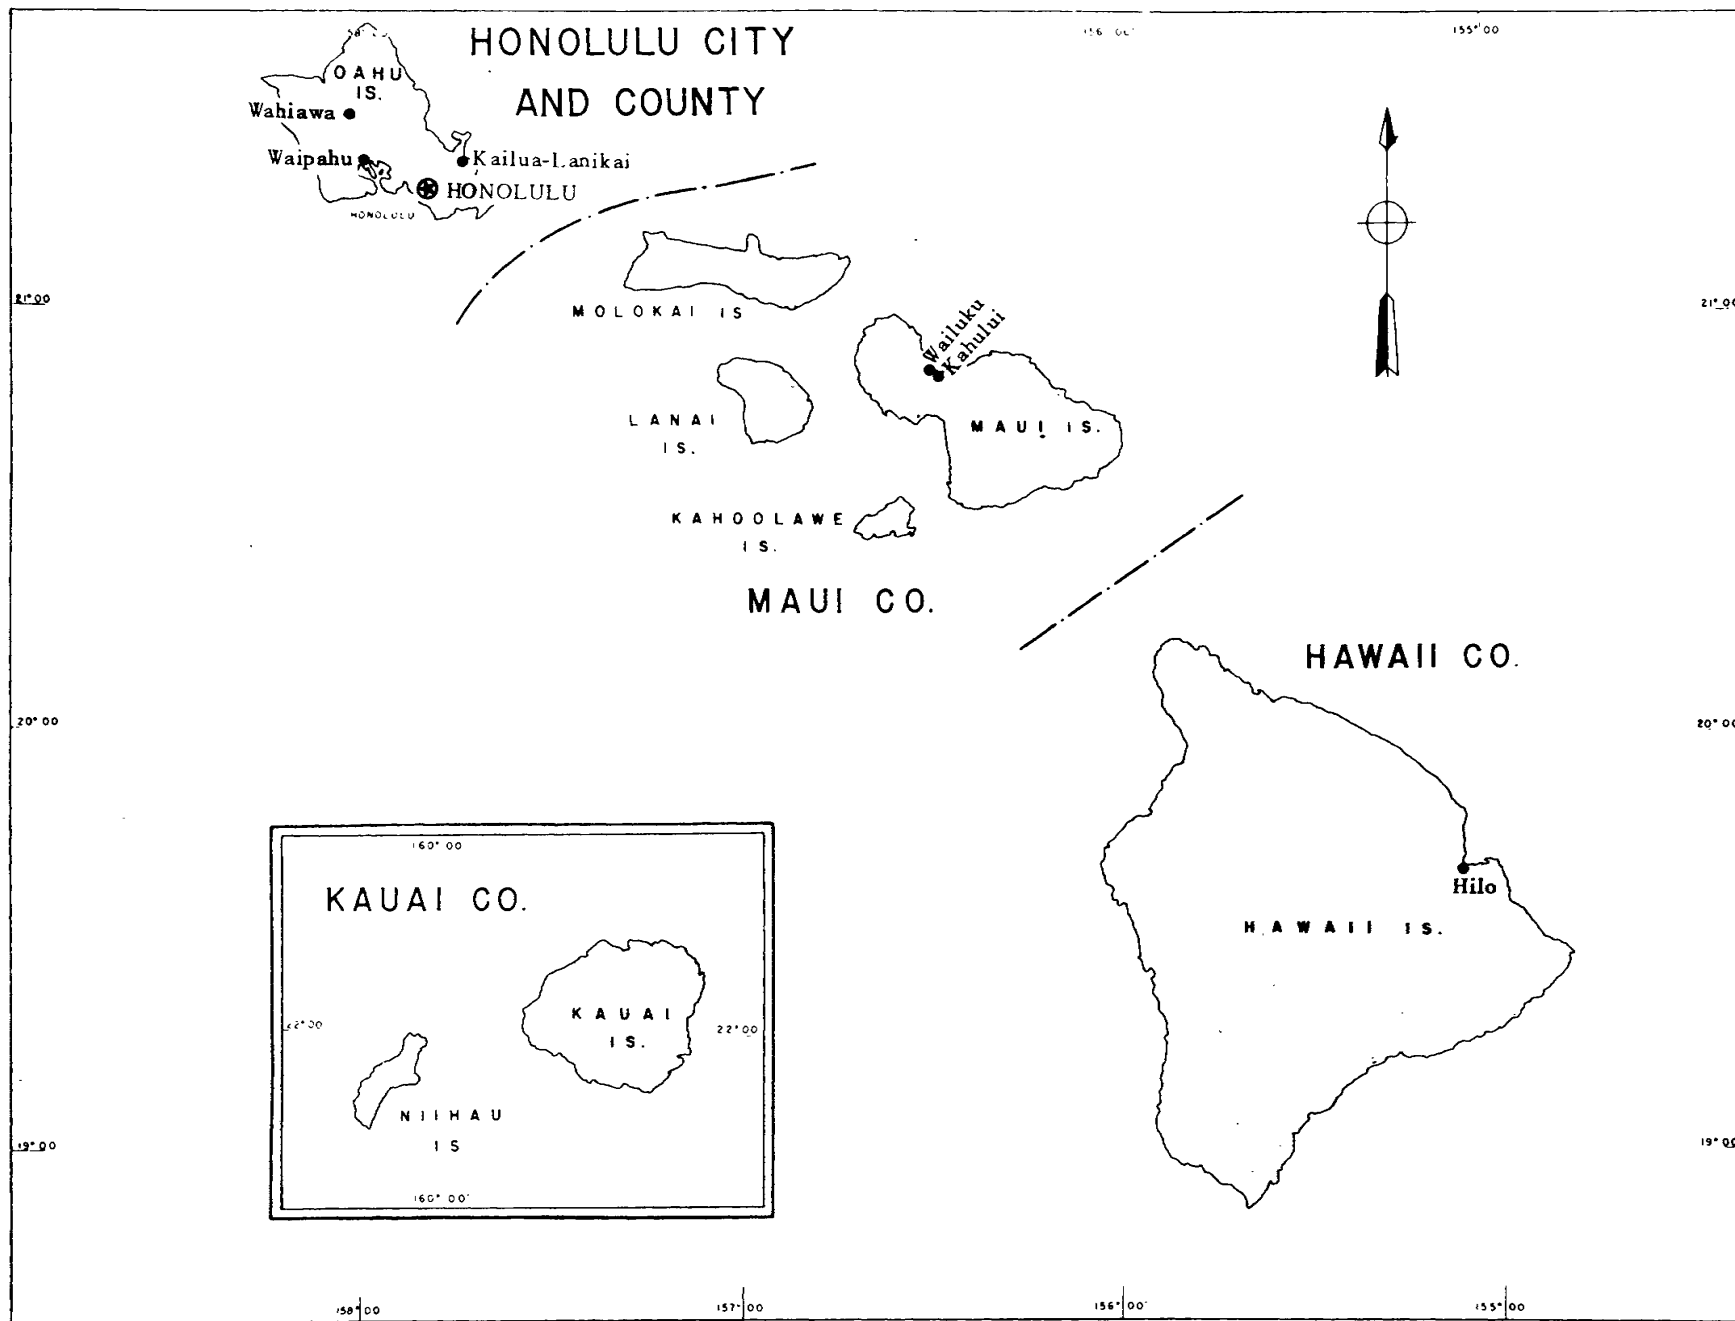 156°00'
155°00
HONOLULU CITY
AND COUNTY
OAHU
IS.
Wahiawa
Waipahu
Kailua-Lanikai
HONOLULU
HONOLULU
21°00
21°00
MOLOKAI IS
Wailuku
Kahului
LANAI
IS.
MAUI IS.
KAHOOLAWE
IS.
MAUI CO.
HAWAII CO.
20°00
20°00
160°00
KAUAI CO.
Hilo
HAWAII IS.
KAUAI
IS.
22°00
22°00
NIIHAU
IS
19°00
19°00
160°00'
158°00
157°00
156°00'
155°00